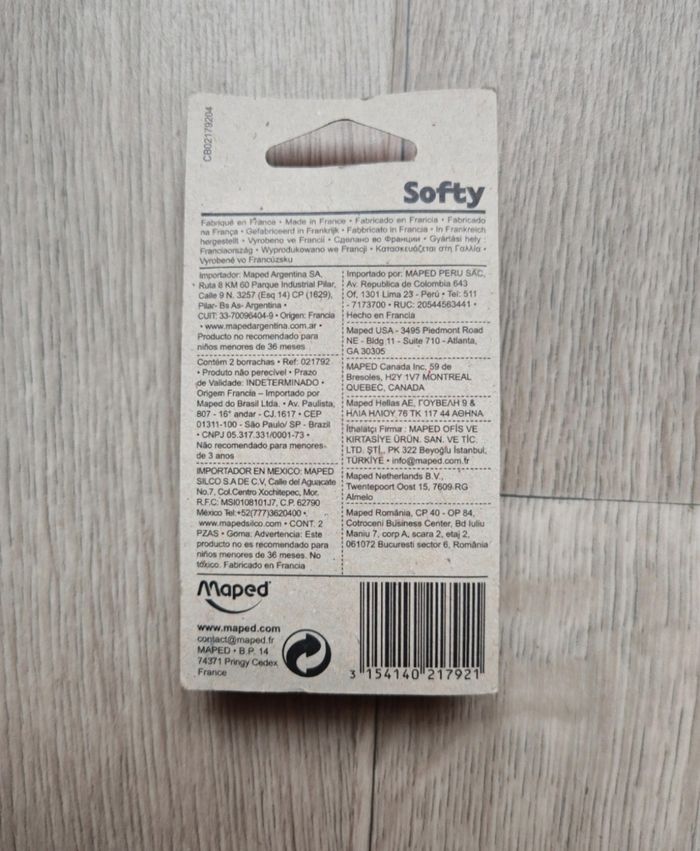 CB02179204
Softy
Fabriqué en France • Made in France • Fabricado en Francia • Fabricado
na França • Gefabriceerd in Frankrijk • Fabbricato in Francia • In Frankreich
hergestellt • Vyrobeno ve Francii • Сделано во Франции • Gyártási hely :
Franciaország • Wyprodukowano we Francji • Κατασκευάζεται στη Γαλλία •
Vyrobené vo Francúzsku
Importador: Maped Argentina SA,
Ruta 8 KM 60 Parque Industrial Pilar,
Calle 9 N. 3257 (Esq 14) CP (1629),
Pilar- Bs As- Argentina •
CUIT: 33-70096404-9 • Origen: Francia
• www.mapedargentina.com.ar •
Producto no recomendado para
niños menores de 36 meses
Contém 2 borrachas • Ref: 021792
• Produto não perecível • Prazo
de Validade: INDETERMINADO •
Origem Francia – Importado por
Maped do Brasil Ltda. • Av. Paulista,
807 - 16° andar - CJ.1617 • CEP
01311-100 - São Paulo/ SP - Brazil
• CNPJ 05.317.331/0001-73 •
Não recomendado para menores
de 3 anos
IMPORTADOR EN MEXICO: MAPED
SILCO S.A DE C.V, Calle del Aguacate
No.7, Col.Centro Xochitepec, Mor.
R.F.C: MSI0108101J7, C.P. 62790
México Tel:+52(777)3620400 •
www.mapedsilco.com • CONT. 2
PZAS • Goma: Advertencia: Este
producto no es recomendado para
niños menores de 36 meses. No
tóxico. Fabricado en Francia
Importado por: MAPED PERU SAC,
Av. Republica de Colombia 643
Of. 1301 Lima 23 - Perú • Tel: 511
- 7173700 • RUC: 20544563441 •
Hecho en Francia
Maped USA - 3495 Piedmont Road
NE - Bldg 11 - Suite 710 - Atlanta,
GA 30305
MAPED Canada Inc. 59 de
Bresoles, H2Y 1V7 MONTREAL
QUEBEC, CANADA
Maped Hellas AE, ΓΟΥΒΕΛΗ 9 &
ΗΛΙΑ ΗΛΙΟΥ 76 TK 117 44 ΑΘΗΝΑ
İthalatçı Firma : MAPED OFİS VE
KIRTASİYE ÜRÜN. SAN. VE TİC.
LTD. ŞTİ., PK 322 Beyoğlu İstanbul,
TÜRKİYE • info@maped.com.tr
Maped Netherlands B.V.,
Twentepoort Oost 15, 7609.RG
Almelo
Maped România, CP 40 - OP 84,
Cotroceni Business Center, Bd Iuliu
Maniu 7, corp A, scara 2, etaj 2,
061072 Bucuresti sector 6, România
Maped
www.maped.com
contact@maped.fr
MAPED • B.P. 14
74371 Pringy Cedex
France
3 154140 217921